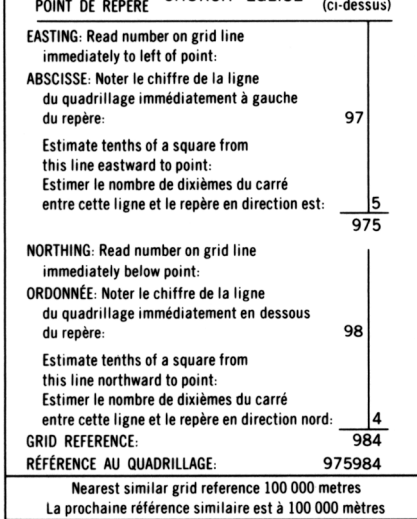 POINT DE REPÈRE
(ci-dessus)
EASTING: Read number on grid line
immediately to left of point:
ABSCISSE: Noter le chiffre de la ligne
du quadrillage immédiatement à gauche
du repère: 97
Estimate tenths of a square from
this line eastward to point:
Estimer le nombre de dixièmes du carré
entre cette ligne et le repère en direction est: 5
975
NORTHING: Read number on grid line
immediately below point:
ORDONNÉE: Noter le chiffre de la ligne
du quadrillage immédiatement en dessous
du repère: 98
Estimate tenths of a square from
this line northward to point:
Estimer le nombre de dixièmes du carré
entre cette ligne et le repère en direction nord: 4
GRID REFERENCE: 984
RÉFÉRENCE AU QUADRILLAGE: 975984
Nearest similar grid reference 100 000 metres
La prochaine référence similaire est à 100 000 mètres